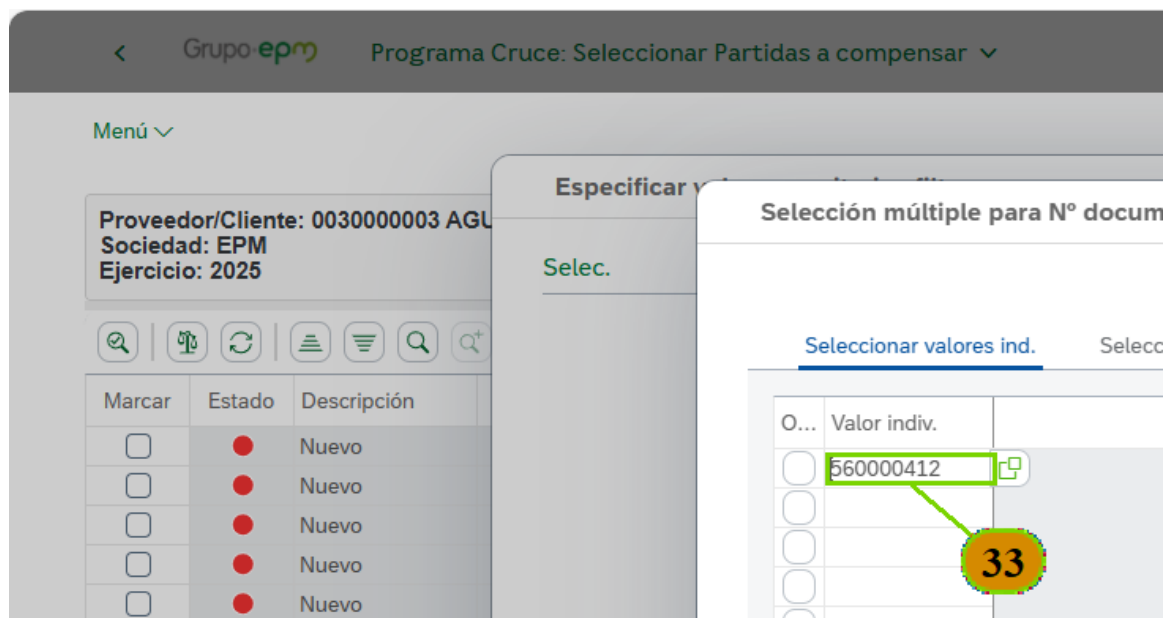 Grupo·epm Programa Cruce: Seleccionar Partidas a compensar
Menú
Especificar
Selección múltiple para Nº docum
Proveedor/Cliente: 0030000003 AGU
Sociedad: EPM
Ejercicio: 2025
Selec.
Seleccionar valores ind. Selecc
Marcar Estado Descripción
O... Valor indiv.
Nuevo
560000412
Nuevo
Nuevo
Nuevo
33
Nuevo